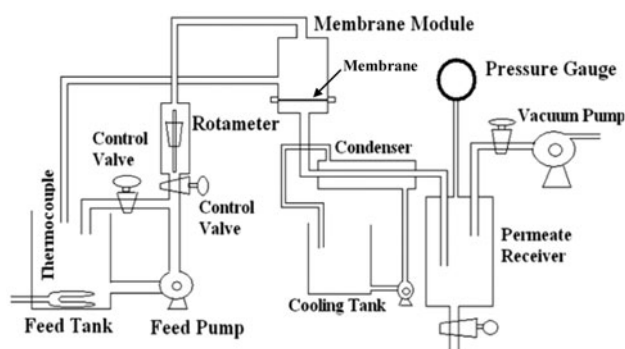 Membrane Module
Membrane
Pressure Gauge
Vacuum Pump
Rotameter
Control
Valve
Condenser
Control
Valve
Thermocouple
Permeate
Receiver
Cooling Tank
Feed Tank
Feed Pump